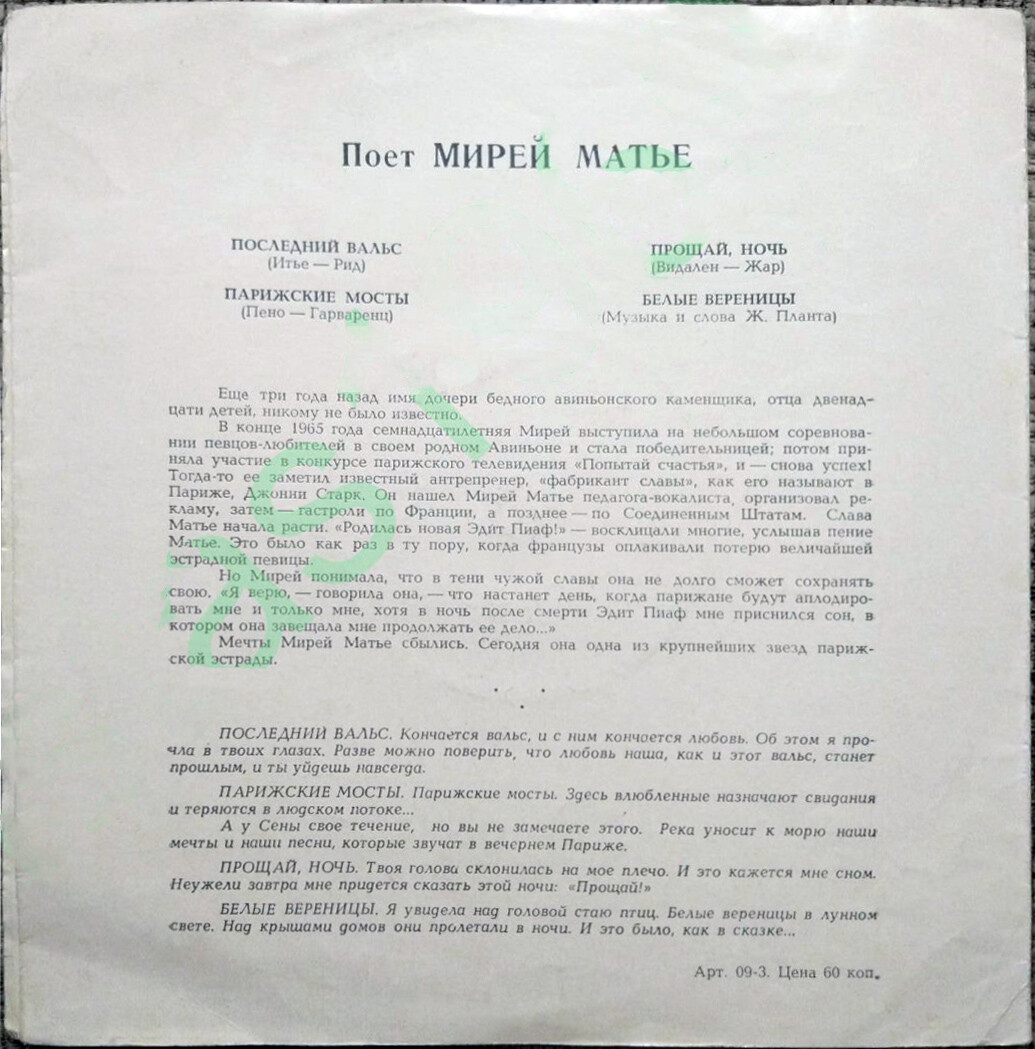 Поет МИРЕЙ МАТЬЕ
ПОСЛЕДНИЙ ВАЛЬС
(Итье — Рид)
ПАРИЖСКИЕ МОСТЫ
(Пено — Гарваренц)
ПРОЩАЙ, НОЧЬ
(Видален — Жар)
БЕЛЫЕ ВЕРЕНИЦЫ
(Музыка и слова Ж. Планта)
Еще три года назад имя дочери бедного авиньонского каменщика, отца двенад-
цати детей, никому не было известно.
В конце 1965 года семнадцатилетняя Мирей выступила на небольшом соревнова-
нии певцов-любителей в своем родном Авиньоне и стала победительницей; потом при-
няла участие в конкурсе парижского телевидения «Попытай счастья», и — снова успех!
Тогда-то ее заметил известный антрепренер, «фабрикант славы», как его называют в
Париже, Джонни Старк. Он нашел Мирей Матье педагога-вокалиста, организовал ре-
кламу, затем — гастроли по Франции, а позднее — по Соединенным Штатам. Слава
Матье начала расти. «Родилась новая Эдит Пиаф!» — восклицали многие, услышав пение
Матье. Это было как раз в ту пору, когда французы оплакивали потерю величайшей
эстрадной певицы.
Но Мирей понимала, что в тени чужой славы она не долго сможет сохранять
свою. «Я верю, — говорила она, — что настанет день, когда парижане будут аплодиро-
вать мне и только мне, хотя в ночь после смерти Эдит Пиаф мне приснился сон, в
котором она завещала мне продолжать ее дело...»
Мечты Мирей Матье сбылись. Сегодня она одна из крупнейших звезд париж-
ской эстрады.
ПОСЛЕДНИЙ ВАЛЬС. Кончается вальс, и с ним кончается любовь. Об этом я про-
чла в твоих глазах. Разве можно поверить, что любовь наша, как и этот вальс, станет
прошлым, и ты уйдешь навсегда.
ПАРИЖСКИЕ МОСТЫ. Парижские мосты. Здесь влюбленные назначают свидания
и теряются в людском потоке...
А у Сены свое течение, но вы не замечаете этого. Река уносит к морю наши
мечты и наши песни, которые звучат в вечернем Париже.
ПРОЩАЙ, НОЧЬ. Твоя голова склонилась на мое плечо. И это кажется мне сном.
Неужели завтра мне придется сказать этой ночи: «Прощай!»
БЕЛЫЕ ВЕРЕНИЦЫ. Я увидела над головой стаю птиц. Белые вереницы в лунном
свете. Над крышами домов они пролетали в ночи. И это было, как в сказке...
Арт. 09-3. Цена 60 коп.